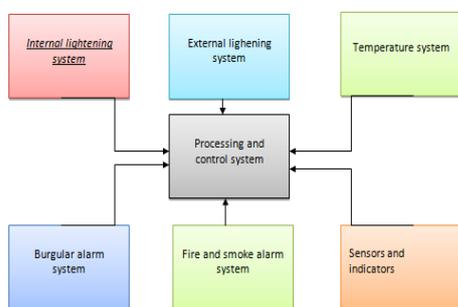 Internal lightening
system
External lighening
system
Temperature system
Processing and
control system
Burgular alarm
system
Fire and smoke alarm
system
Sensors and
indicators